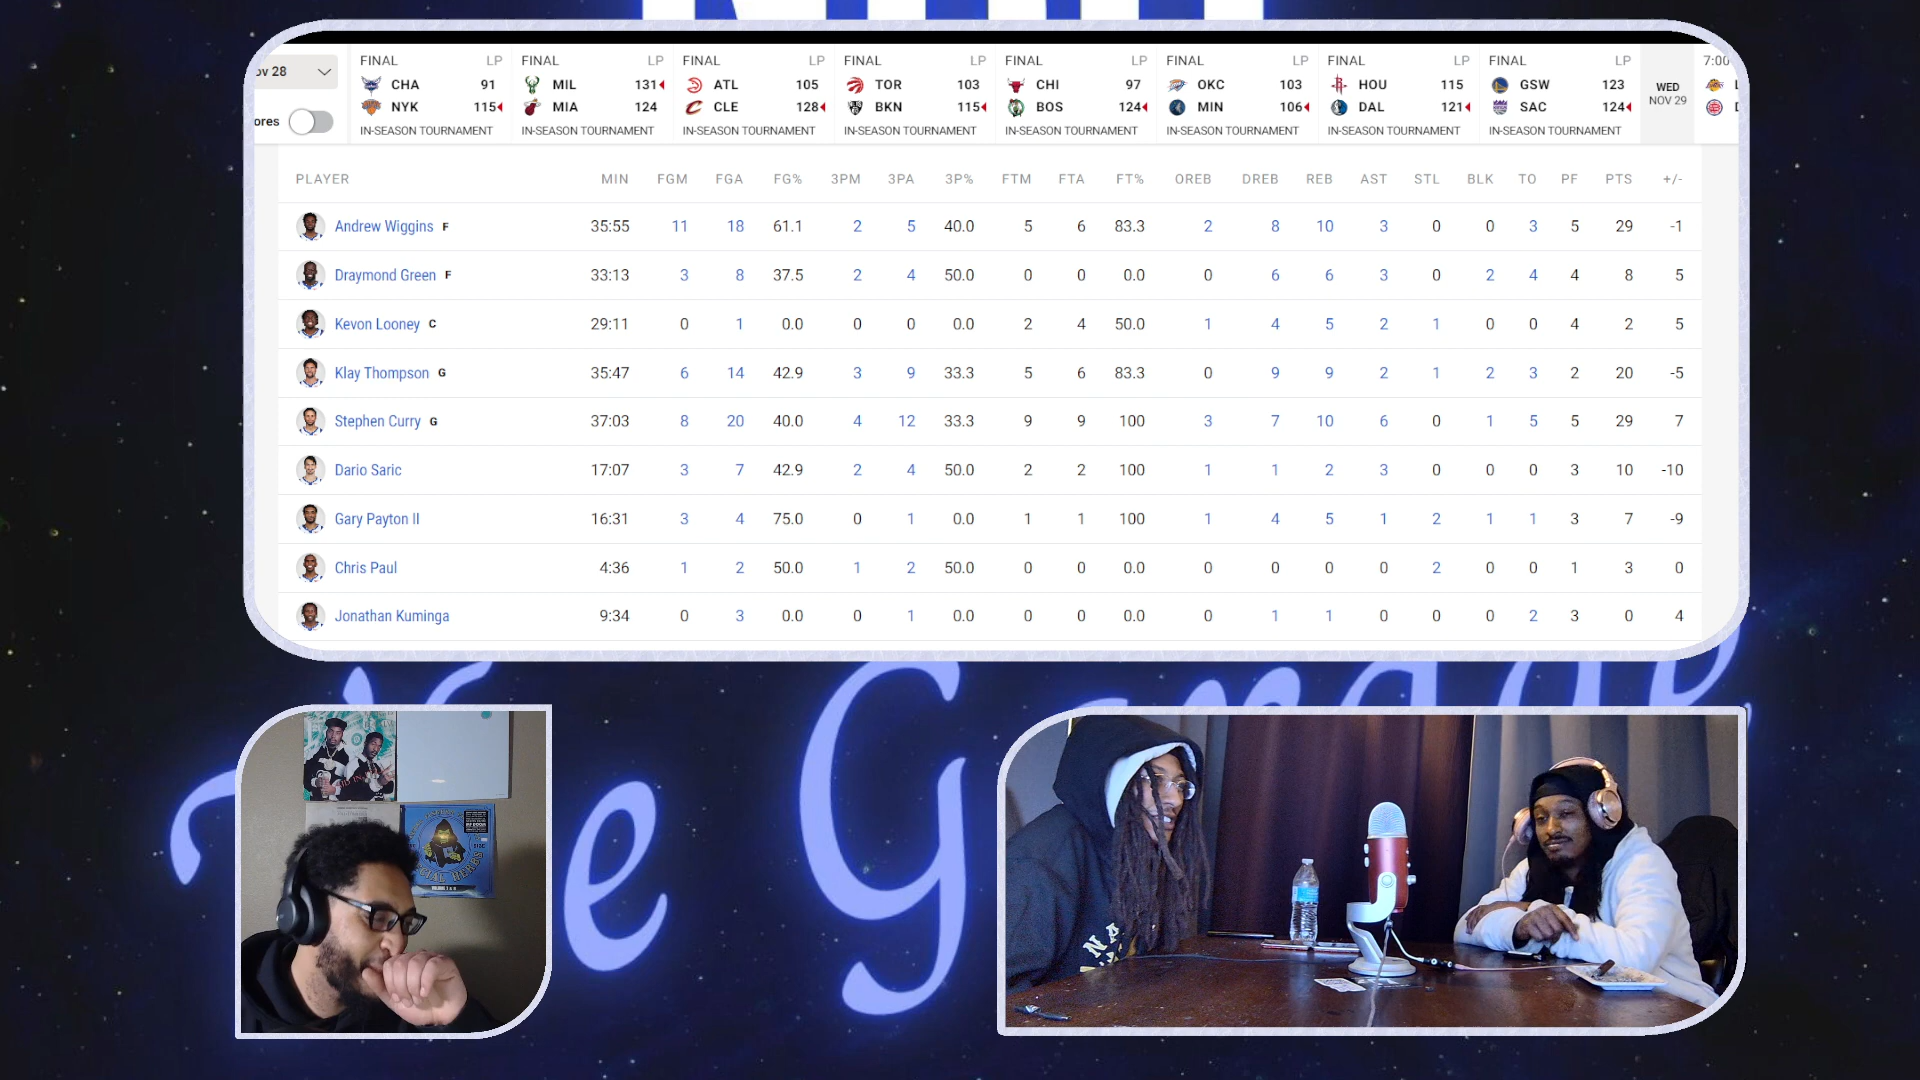 ov 28
ores
FINAL LP
CHA 91
NYK 115
IN-SEASON TOURNAMENT
FINAL LP
MIL 131
MIA 124
IN-SEASON TOURNAMENT
FINAL LP
ATL 105
CLE 128
IN-SEASON TOURNAMENT
FINAL LP
TOR 103
BKN 115
IN-SEASON TOURNAMENT
FINAL LP
CHI 97
BOS 124
IN-SEASON TOURNAMENT
FINAL LP
OKC 103
MIN 106
IN-SEASON TOURNAMENT
FINAL LP
HOU 115
DAL 121
IN-SEASON TOURNAMENT
FINAL LP
GSW 123
SAC 124
IN-SEASON TOURNAMENT
WED
NOV 29
7:00
PLAYER MIN FGM FGA FG% 3PM 3PA 3P% FTM FTA FT% OREB DREB REB AST STL BLK TO PF PTS +/-
Andrew Wiggins F 35:55 11 18 61.1 2 5 40.0 5 6 83.3 2 8 10 3 0 0 3 5 29 -1
Draymond Green F 33:13 3 8 37.5 2 4 50.0 0 0 0.0 0 6 6 3 0 2 4 4 8 5
Kevon Looney C 29:11 0 1 0.0 0 0 0.0 2 4 50.0 1 4 5 2 1 0 0 4 2 5
Klay Thompson G 35:47 6 14 42.9 3 9 33.3 5 6 83.3 0 9 9 2 1 2 3 2 20 -5
Stephen Curry G 37:03 8 20 40.0 4 12 33.3 9 9 100 3 7 10 6 0 1 5 5 29 7
Dario Saric 17:07 3 7 42.9 2 4 50.0 2 2 100 1 1 2 3 0 0 0 3 10 -10
Gary Payton II 16:31 3 4 75.0 0 1 0.0 1 1 100 1 4 5 1 2 1 1 3 7 -9
Chris Paul 4:36 1 2 50.0 1 2 50.0 0 0 0.0 0 0 0 0 2 0 0 1 3 0
Jonathan Kuminga 9:34 0 3 0.0 0 1 0.0 0 0 0.0 0 1 1 0 0 0 2 3 0 4